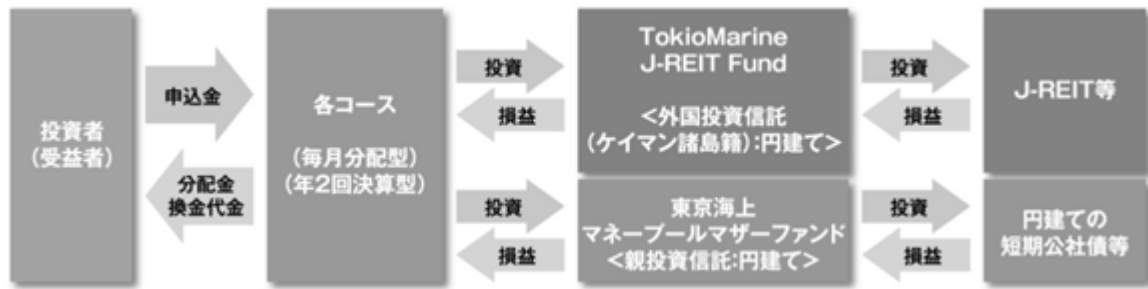 投資者
(受益者)
申込金
分配金
換金代金
各コース
(毎月分配型)
(年2回決算型)
投資
損益
投資
損益
TokioMarine
J-REIT Fund
<外国投資信託
(ケイマン諸島籍):円建て>
東京海上
マネープールマザーファンド
<親投資信託:円建て>
投資
損益
投資
損益
J-REIT等
円建ての
短期公社債等